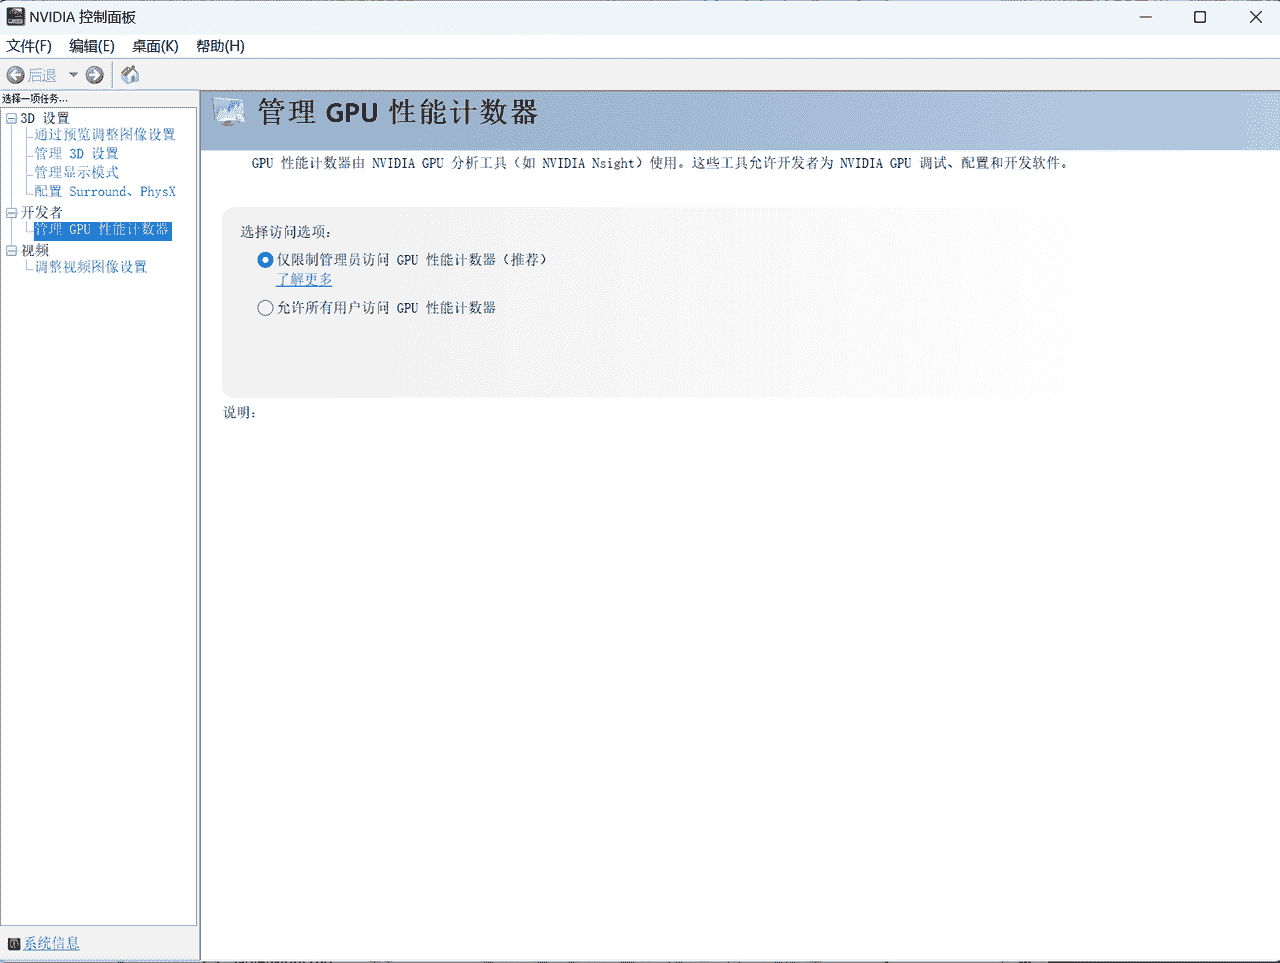 NVIDIA 控制面板
文件(F) 编辑(E) 桌面(K) 帮助(H)
后退
选择一项任务...
3D 设置
通过预览调整图像设置
管理 3D 设置
管理显示模式
配置 Surround、PhysX
开发者
管理 GPU 性能计数器
视频
调整视频图像设置
系统信息
管理 GPU 性能计数器
GPU 性能计数器由 NVIDIA GPU 分析工具（如 NVIDIA Nsight）使用。这些工具允许开发者为 NVIDIA GPU 调试、配置和开发软件。
选择访问选项：
仅限制管理员访问 GPU 性能计数器（推荐）
了解更多
允许所有用户访问 GPU 性能计数器
说明：